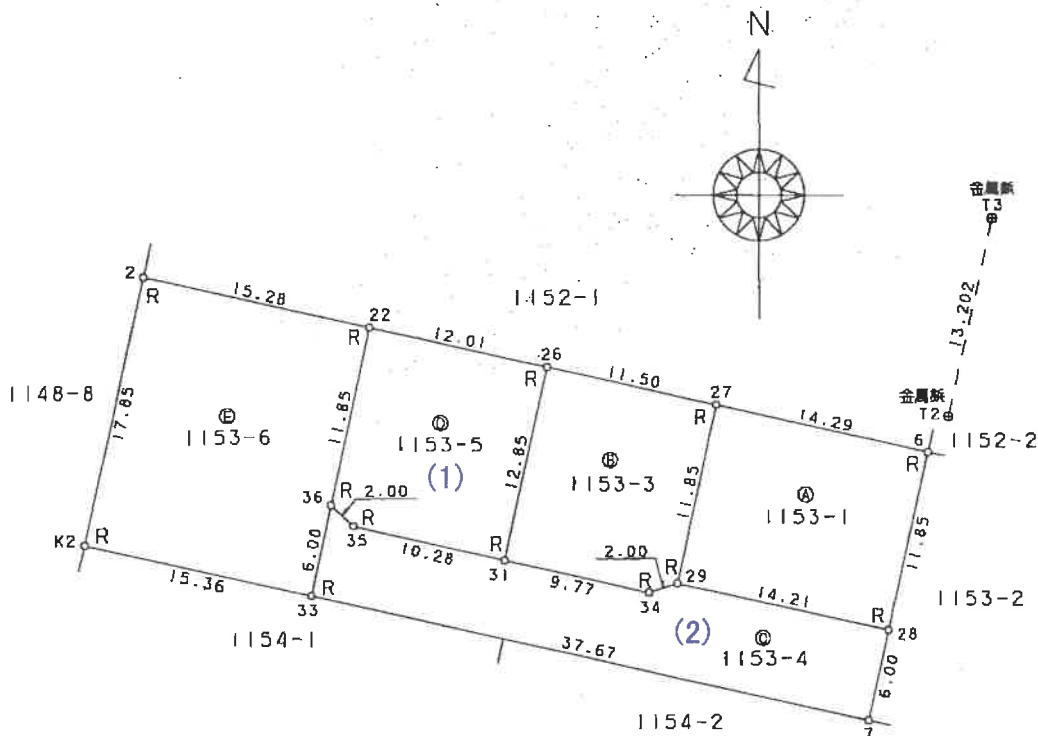 N
金属鋲
T3
13.202
2
R
15.28
1152-1
22
R
12.01
26
R
11.50
27
R
14.29
金属鋲
T2
6
R
1152-2
1148-8
17.85
Ⓔ
1153-6
11.85
Ⓓ
1153-5
(1)
12.85
Ⓑ
1153-3
11.85
Ⓐ
1153-1
11.85
36
R
2.00
R
35
10.28
R
31
9.77
2.00
R
34
R
29
14.21
R
28
1153-2
K2
R
15.36
6.00
R
33
(2)
Ⓒ
1153-4
6.00
1154-1
37.67
1154-2
7